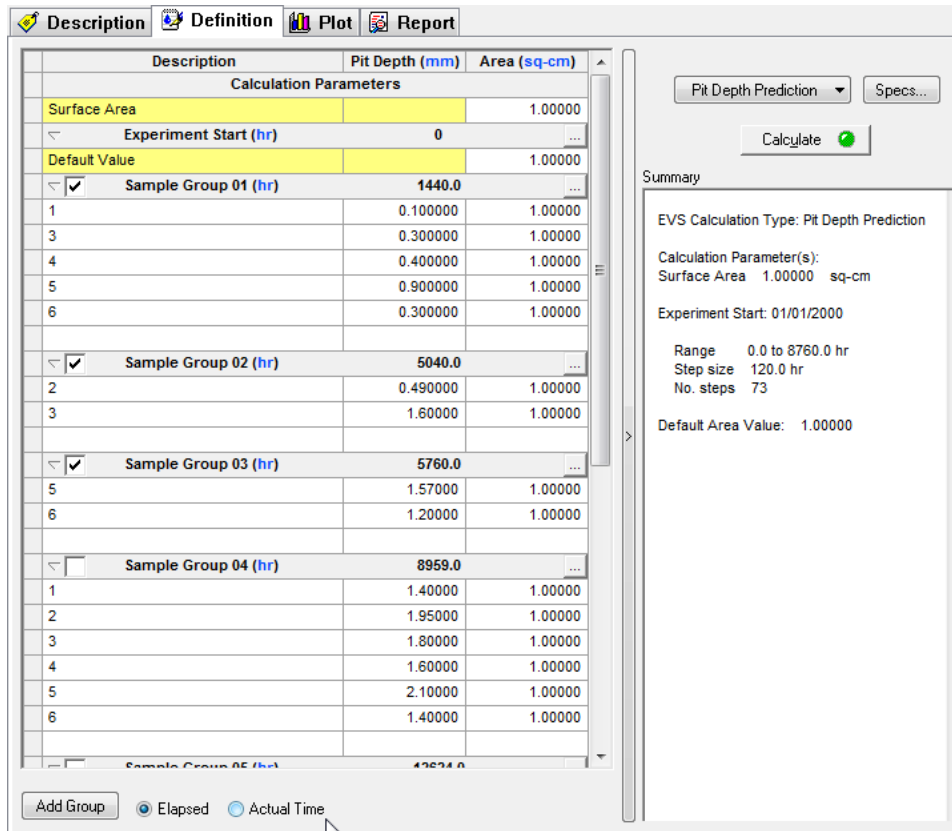 Description Definition Plot Report
Description Pit Depth (mm) Area (sq-cm)
Calculation Parameters
Surface Area 1.00000
Experiment Start (hr) 0 ...
Default Value 1.00000
Sample Group 01 (hr) 1440.0 ...
1 0.100000 1.00000
3 0.300000 1.00000
4 0.400000 1.00000
5 0.900000 1.00000
6 0.300000 1.00000
Sample Group 02 (hr) 5040.0 ...
2 0.490000 1.00000
3 1.60000 1.00000
Sample Group 03 (hr) 5760.0 ...
5 1.57000 1.00000
6 1.20000 1.00000
Sample Group 04 (hr) 8959.0 ...
1 1.40000 1.00000
2 1.95000 1.00000
3 1.80000 1.00000
4 1.60000 1.00000
5 2.10000 1.00000
6 1.40000 1.00000
Sample Group 05 (hr) 12624.0
Add Group Elapsed Actual Time
>
Pit Depth Prediction Specs...
Calculate
Summary
EVS Calculation Type: Pit Depth Prediction
Calculation Parameter(s):
Surface Area 1.00000 sq-cm
Experiment Start: 01/01/2000
Range 0.0 to 8760.0 hr
Step size 120.0 hr
No. steps 73
Default Area Value: 1.00000